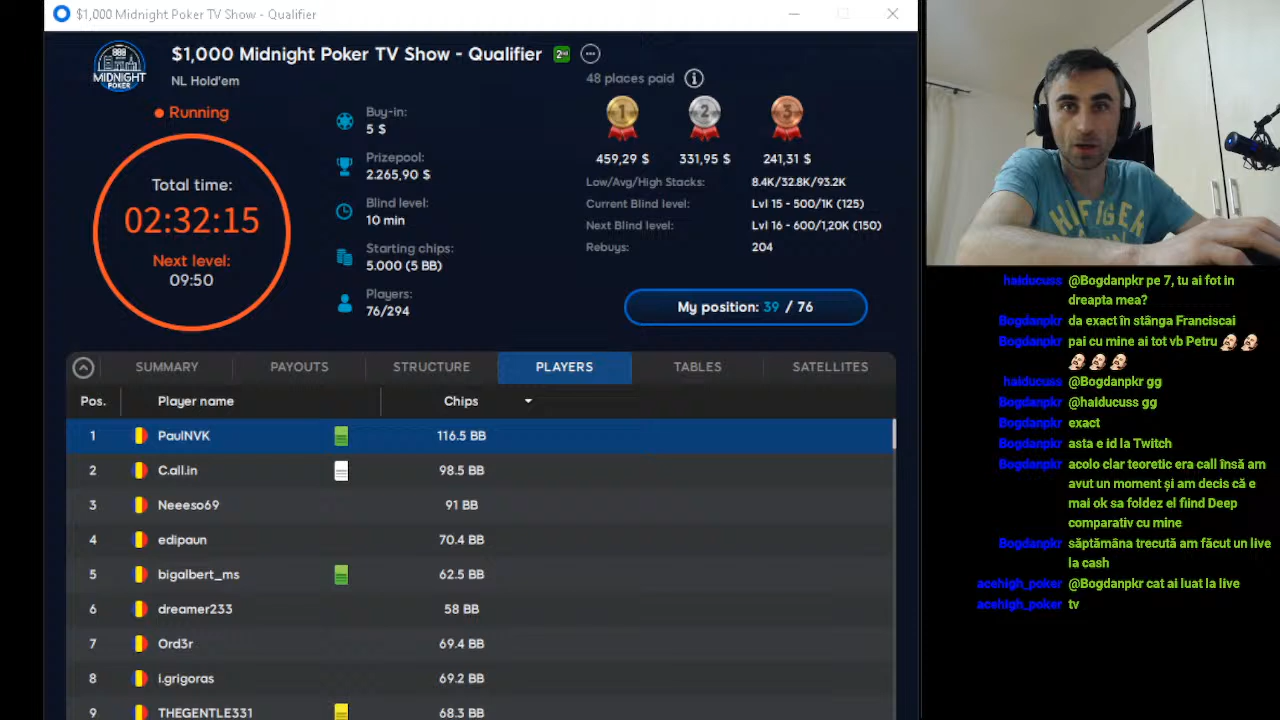 $1,000 Midnight Poker TV Show - Qualifier
888
MIDNIGHT
POKER
$1,000 Midnight Poker TV Show - Qualifier
NL Hold'em
48 places paid
Running
Total time:
02:32:15
Next level:
09:50
Buy-in:
5 $
Prizepool:
2.265,90 $
Blind level:
10 min
Starting chips:
5.000 (5 BB)
Players:
76/294
1
2
3
459,29 $
331,95 $
241,31 $
Low/Avg/High Stacks: 8.4K/32.8K/93.2K
Current Blind level: Lvl 15 - 500/1K (125)
Next Blind level: Lvl 16 - 600/1,20K (150)
Rebuys: 204
My position: 39 / 76
SUMMARY PAYOUTS STRUCTURE PLAYERS TABLES SATELLITES
Pos. Player name Chips
1 PaulNVK 116.5 BB
2 C.all.in 98.5 BB
3 Neeeso69 91 BB
4 edipaun 70.4 BB
5 bigalbert_ms 62.5 BB
6 dreamer233 58 BB
7 Ord3r 69.4 BB
8 i.grigoras 69.2 BB
9 THEGENTLE331 68.3 BB
haiducuss @Bogdanpkr pe 7, tu ai fot in
dreapta mea?
Bogdanpkr da exact în stânga Franciscai
Bogdanpkr pai cu mine ai tot vb Petru
haiducuss @Bogdanpkr gg
Bogdanpkr @haiducuss gg
Bogdanpkr exact
Bogdanpkr asta e id la Twitch
Bogdanpkr acolo clar teoretic era call însă am
avut un moment și am decis că e
mai ok sa foldez el fiind Deep
comparativ cu mine
Bogdanpkr săptămâna trecută am făcut un live
la cash
acehigh_poker @Bogdanpkr cat ai luat la live
acehigh_poker tv